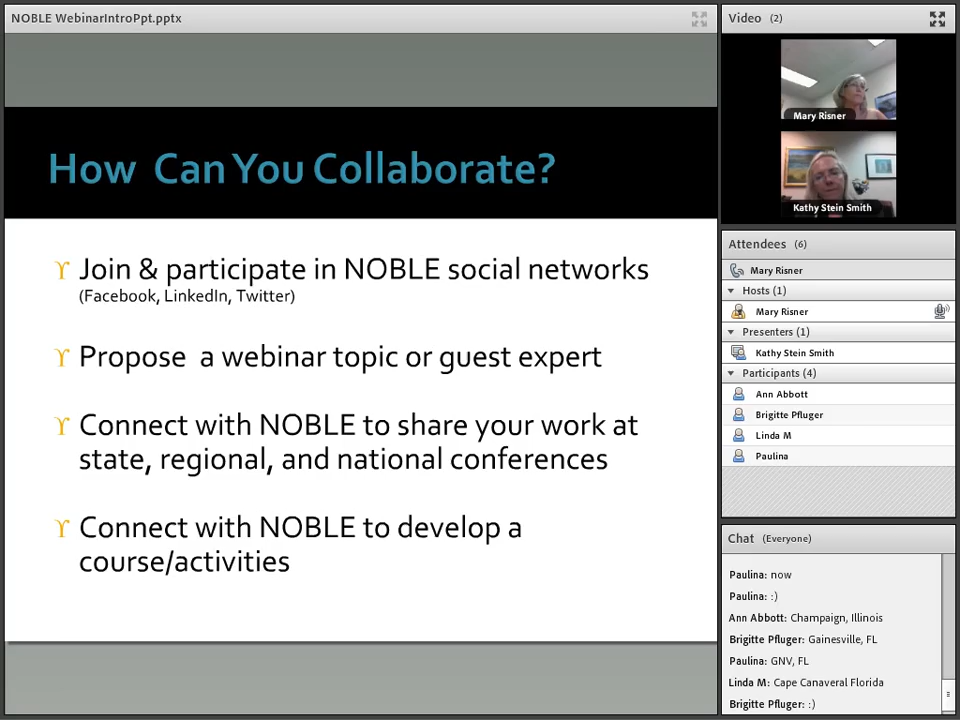 NOBLE WebinarIntroPpt.pptx
How Can You Collaborate?
Join & participate in NOBLE social networks
(Facebook, LinkedIn, Twitter)
Propose a webinar topic or guest expert
Connect with NOBLE to share your work at
state, regional, and national conferences
Connect with NOBLE to develop a
course/activities
Video (2)
Mary Risner
Kathy Stein Smith
Attendees (6)
Mary Risner
Hosts (1)
Mary Risner
Presenters (1)
Kathy Stein Smith
Participants (4)
Ann Abbott
Brigitte Pfluger
Linda M
Paulina
Chat (Everyone)
Paulina: now
Paulina: :)
Ann Abbott: Champaign, Illinois
Brigitte Pfluger: Gainesville, FL
Paulina: GNV, FL
Linda M: Cape Canaveral Florida
Brigitte Pfluger: :)